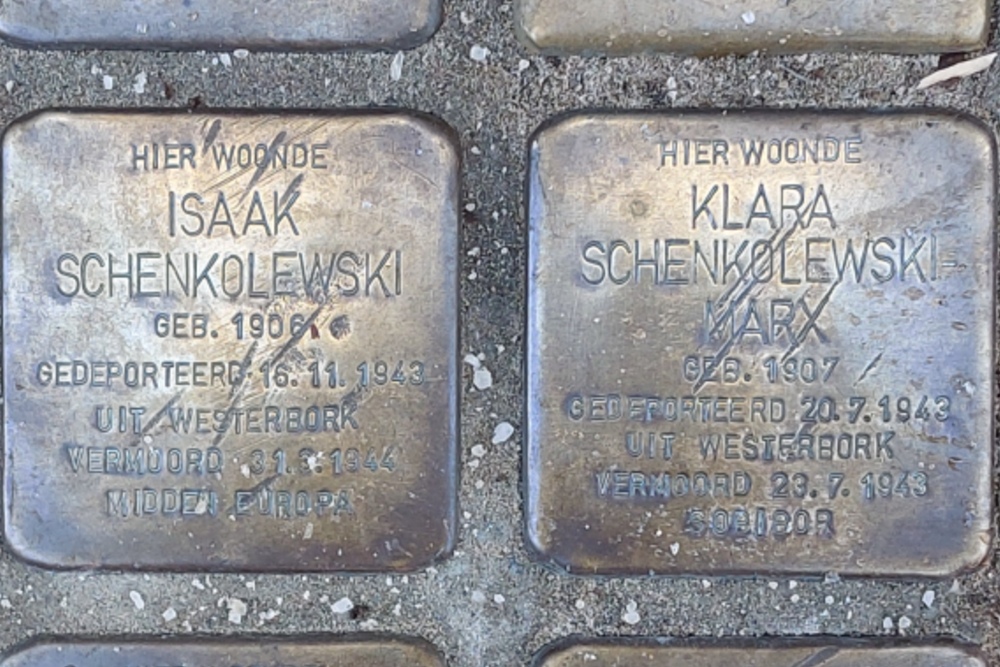 HIER WOONDE
ISAAK
SCHENKOLEWSKI
GEB. 1906
GEDEPORTEERD 16.11.1943
UIT WESTERBORK
VERMOORD 31.3.1944
MIDDEN EUROPA
HIER WOONDE
KLARA
SCHENKOLEWSKI-
MARX
GEB. 1907
GEDEPORTEERD 20.7.1943
UIT WESTERBORK
VERMOORD 23.7.1943
SOBIBOR